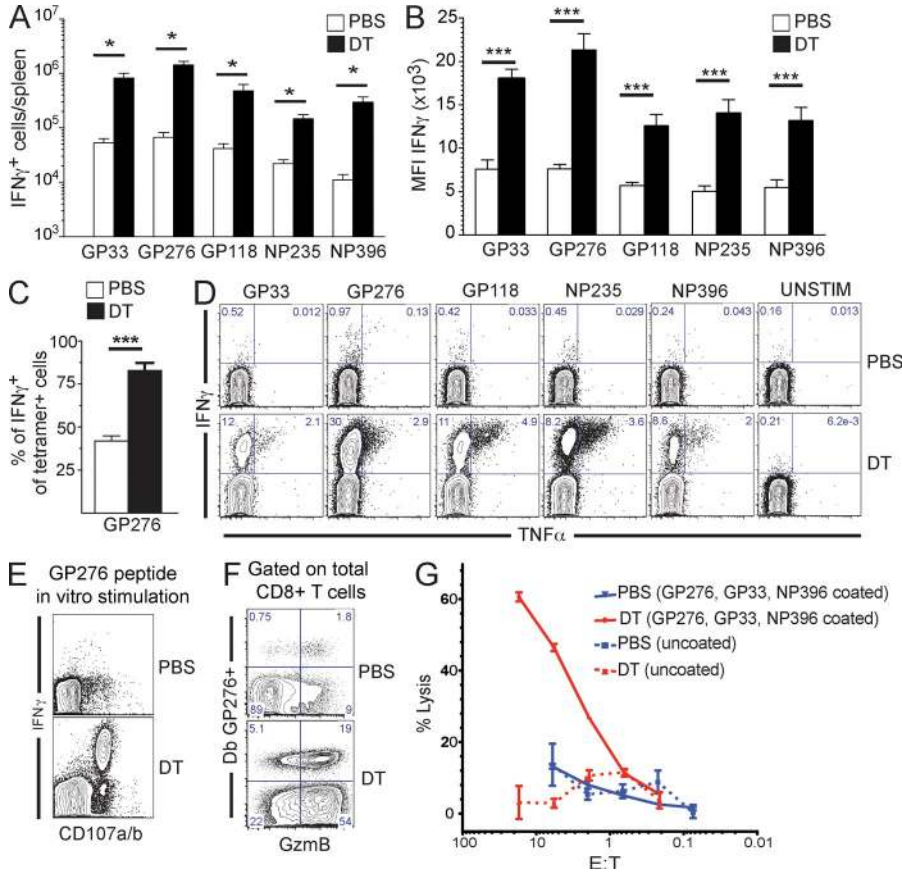 A
PBS
DT
IFNγ+ cells/spleen
10^7
10^6
10^5
10^4
10^3
* * * * *
GP33 GP276 GP118 NP235 NP396
B
PBS
DT
MFI IFNγ (x10^3)
25
20
15
10
5
0
*** *** *** *** ***
GP33 GP276 GP118 NP235 NP396
C
PBS
DT
% of IFNγ+
of tetramer+ cells
100
75
50
25
***
GP276
D
GP33 GP276 GP118 NP235 NP396 UNSTIM
0.52 0.012 0.97 0.13 0.42 0.033 0.45 0.029 0.24 0.043 0.16 0.013
PBS
12 2.1 30 2.9 11 4.9 8.2 3.6 8.6 2 0.21 6.2e-3
DT
IFNγ
TNFα
E
GP276 peptide
in vitro stimulation
PBS
DT
IFNγ
CD107a/b
F
Gated on total
CD8+ T cells
0.75 1.8
89 9
PBS
5.1 19
22 54
DT
Db GP276+
GzmB
G
PBS (GP276, GP33, NP396 coated)
DT (GP276, GP33, NP396 coated)
PBS (uncoated)
DT (uncoated)
% Lysis
60
40
20
0
100 10 1 0.1 0.01
E:T